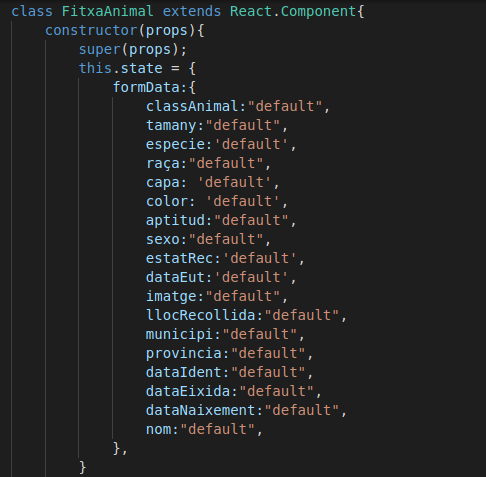 class FitxaAnimal extends React.Component{
    constructor(props){
        super(props);
        this.state = {
            formData:{
                classAnimal:"default",
                tamany:"default",
                especie:'default',
                raça:"default",
                capa: 'default',
                color: 'default',
                aptitud:"default",
                sexo:"default",
                estatRec:'default',
                dataEut:'default',
                imatge:"default",
                llocRecollida:"default",
                municipi:"default",
                provincia:"default",
                dataIdent:"default",
                dataEixida:"default",
                dataNaixement:"default",
                nom:"default",
            },
        }